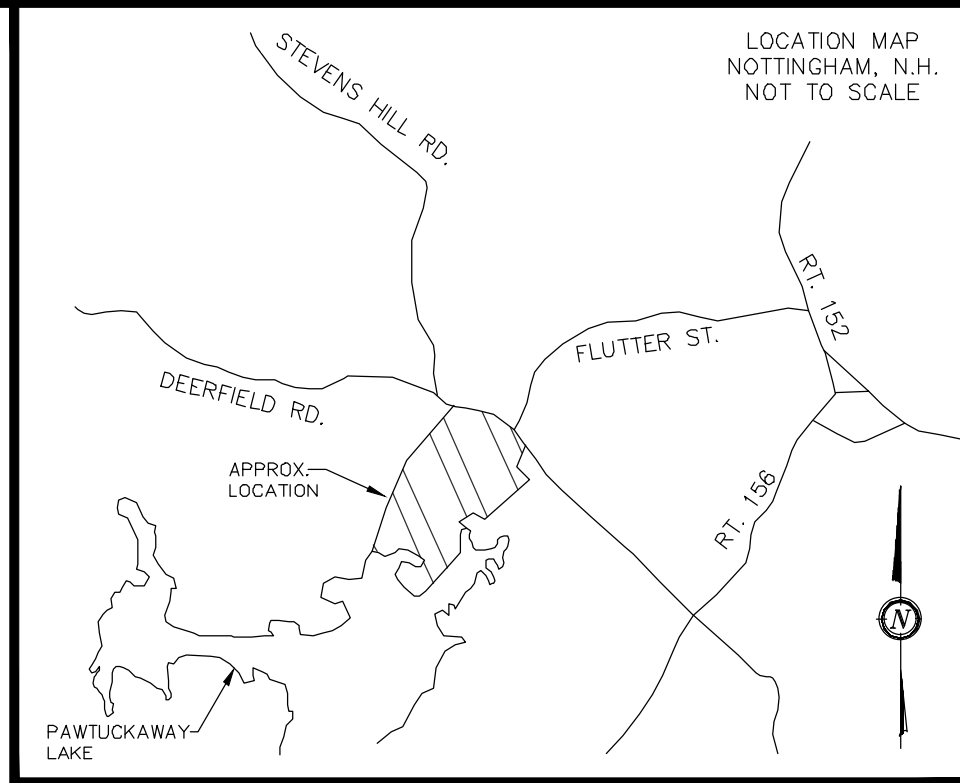 LOCATION MAP
NOTTINGHAM, N.H.
NOT TO SCALE
STEVENS HILL RD.
RT. 152
FLUTTER ST.
DEERFIELD RD.
APPROX.
LOCATION
RT. 156
N
PAWTUCKAWAY
LAKE